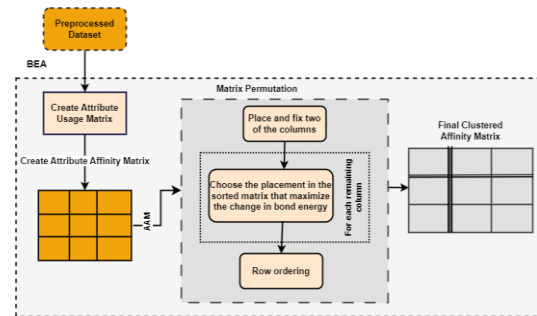 Preprocessed
Dataset
BEA
Create Attribute
Usage Matrix
Create Attribute Affinity Matrix
AAM
Matrix Permutation
Place and fix two
of the columns
Choose the placement in the
sorted matrix that maximize
the change in bond energy
For each remaining
column
Row ordering
Final Clustered
Affinity Matrix